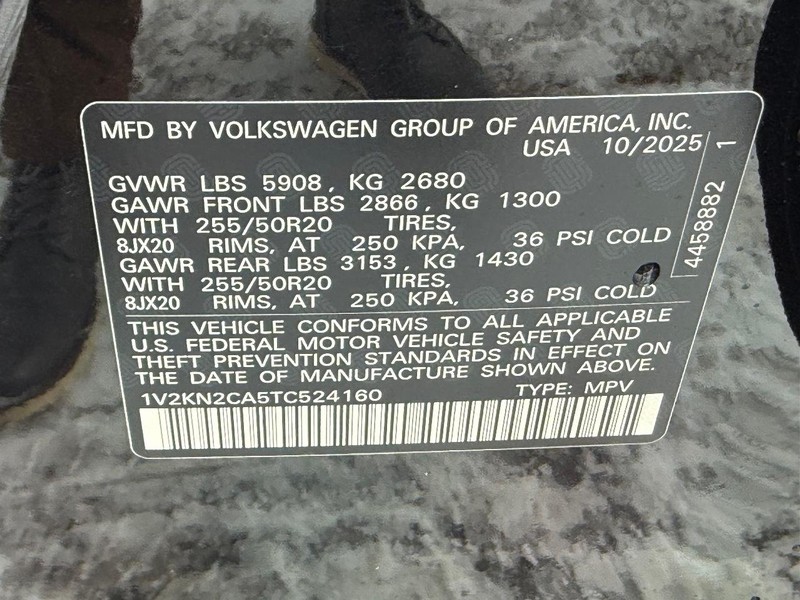 MFD BY VOLKSWAGEN GROUP OF AMERICA, INC.
USA 10/2025
GVWR LBS 5908, KG 2680
GAWR FRONT LBS 2866, KG 1300
WITH 255/50R20 TIRES,
8JX20 RIMS, AT 250 KPA, 36 PSI COLD
GAWR REAR LBS 3153, KG 1430
WITH 255/50R20 TIRES,
8JX20 RIMS, AT 250 KPA, 36 PSI COLD
4458882 1
THIS VEHICLE CONFORMS TO ALL APPLICABLE
U.S. FEDERAL MOTOR VEHICLE SAFETY AND
THEFT PREVENTION STANDARDS IN EFFECT ON
THE DATE OF MANUFACTURE SHOWN ABOVE.
1V2KN2CA5TC524160 TYPE: MPV